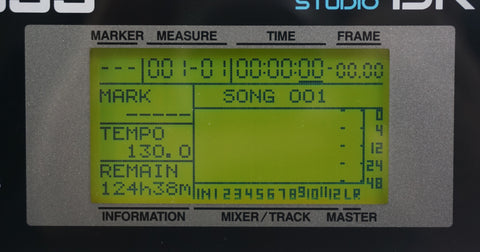 STUDIO
MARKER MEASURE TIME FRAME
--- 001-01 00:00:00-00.00
MARK SONG 001
-----
TEMPO
130.0
REMAIN
124h38m
0
4
12
24
48
IN1 2 3 4 5 6 7 8 9 10 11 12 L R
INFORMATION MIXER/TRACK MASTER